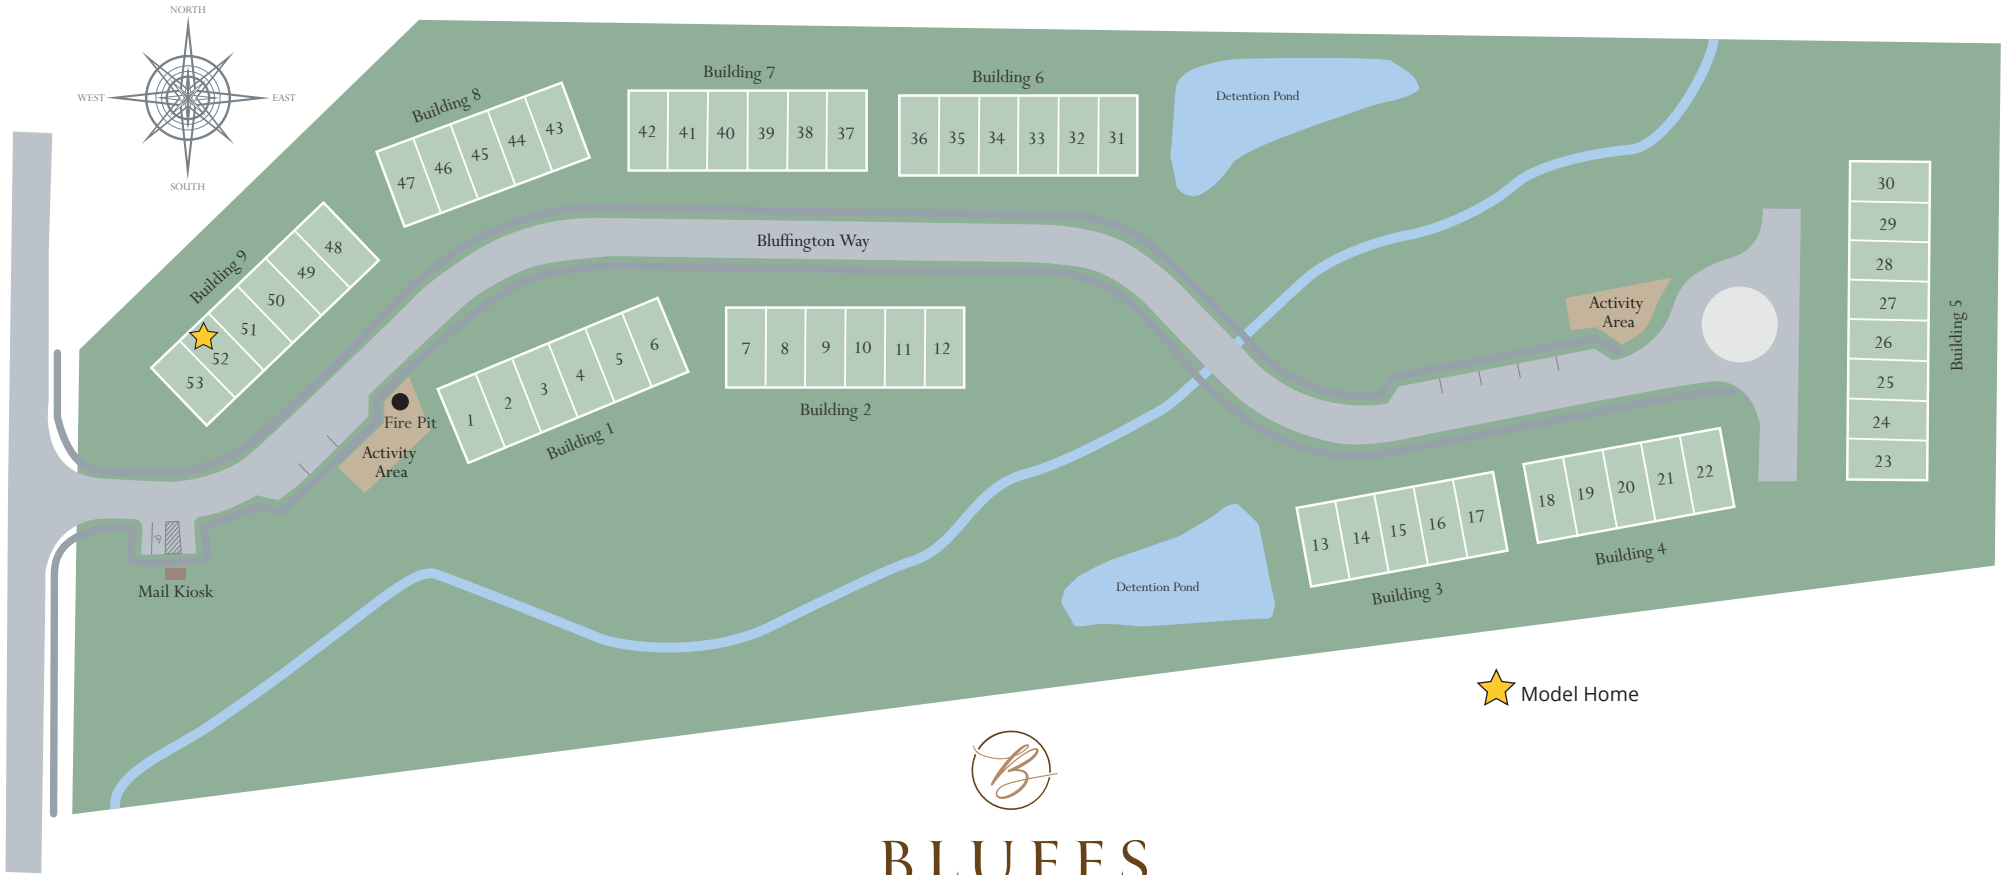 NORTH
WEST
EAST
SOUTH
Building 8
47
46
45
44
43
Building 7
42
41
40
39
38
37
Building 6
36
35
34
33
32
31
Detention Pond
Building 9
53
52
51
50
49
48
Bluffington Way
30
29
28
27
26
25
24
23
Building 5
Activity
Area
Fire Pit
Activity
Area
1
2
3
4
5
6
Building 1
7
8
9
10
11
12
Building 2
13
14
15
16
17
Building 3
18
19
20
21
22
Building 4
Detention Pond
Mail Kiosk
Model Home
B
BLUFFS